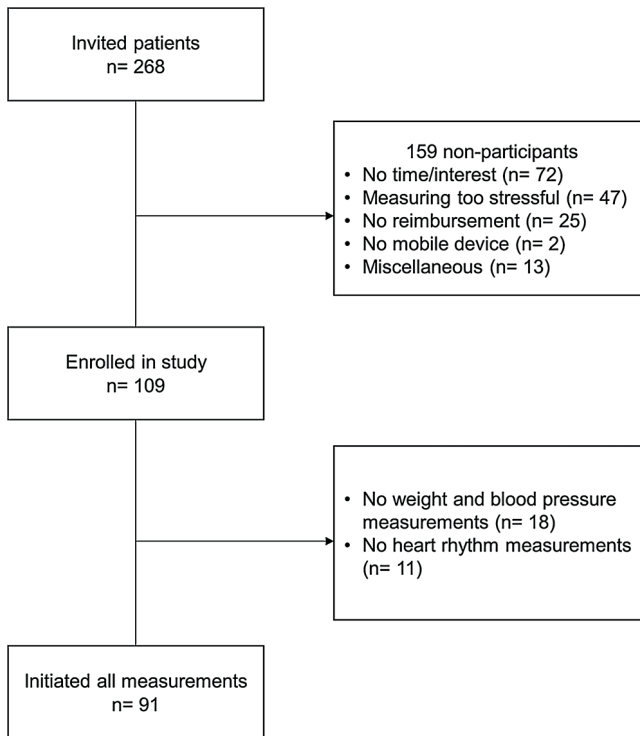 Invited patients
n= 268
159 non-participants
• No time/interest (n= 72)
• Measuring too stressful (n= 47)
• No reimbursement (n= 25)
• No mobile device (n= 2)
• Miscellaneous (n= 13)
Enrolled in study
n= 109
• No weight and blood pressure
measurements (n= 18)
• No heart rhythm measurements
(n= 11)
Initiated all measurements
n= 91